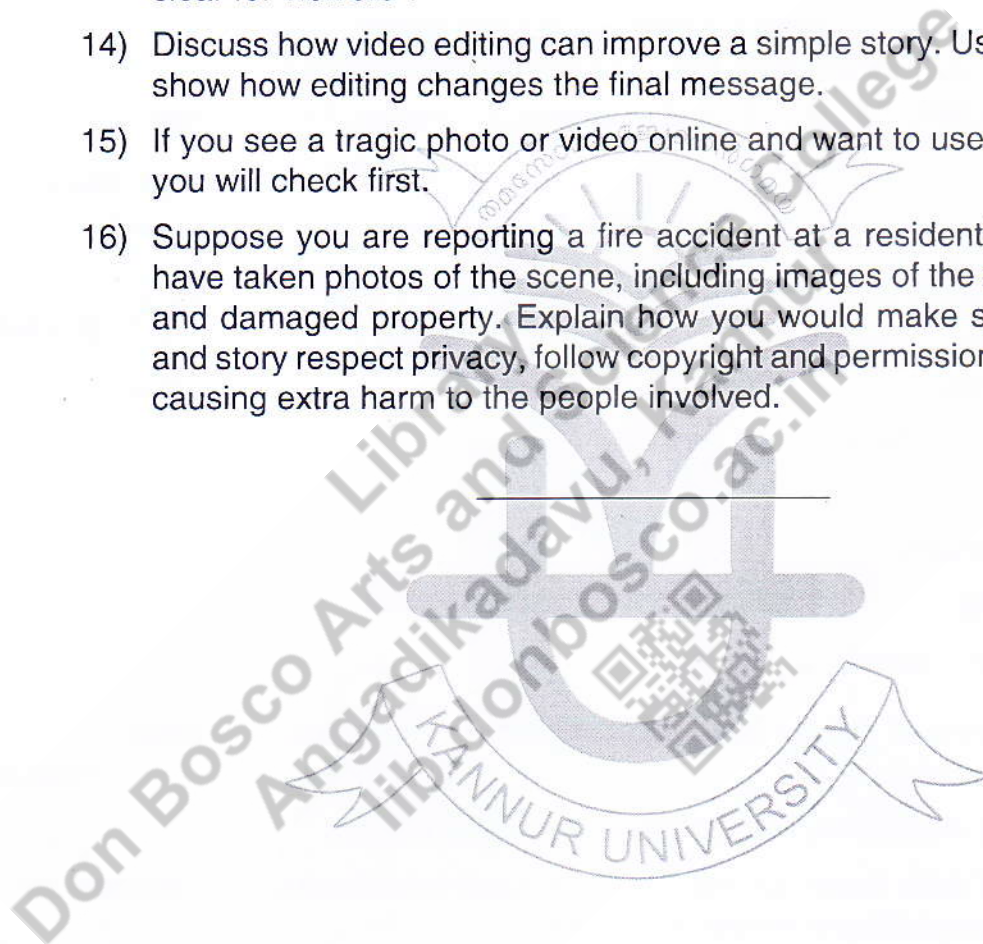 14) Discuss how video editing can improve a simple story. Us
show how editing changes the final message.
15) If you see a tragic photo or video online and want to use
you will check first.
16) Suppose you are reporting a fire accident at a resident
have taken photos of the scene, including images of the
and damaged property. Explain how you would make s
and story respect privacy, follow copyright and permission
causing extra harm to the people involved.
Library
Don Bosco Arts and Science College
Angadikadavu, Kannur
lib.donbosco.ac.in
KANNUR UNIVERSITY